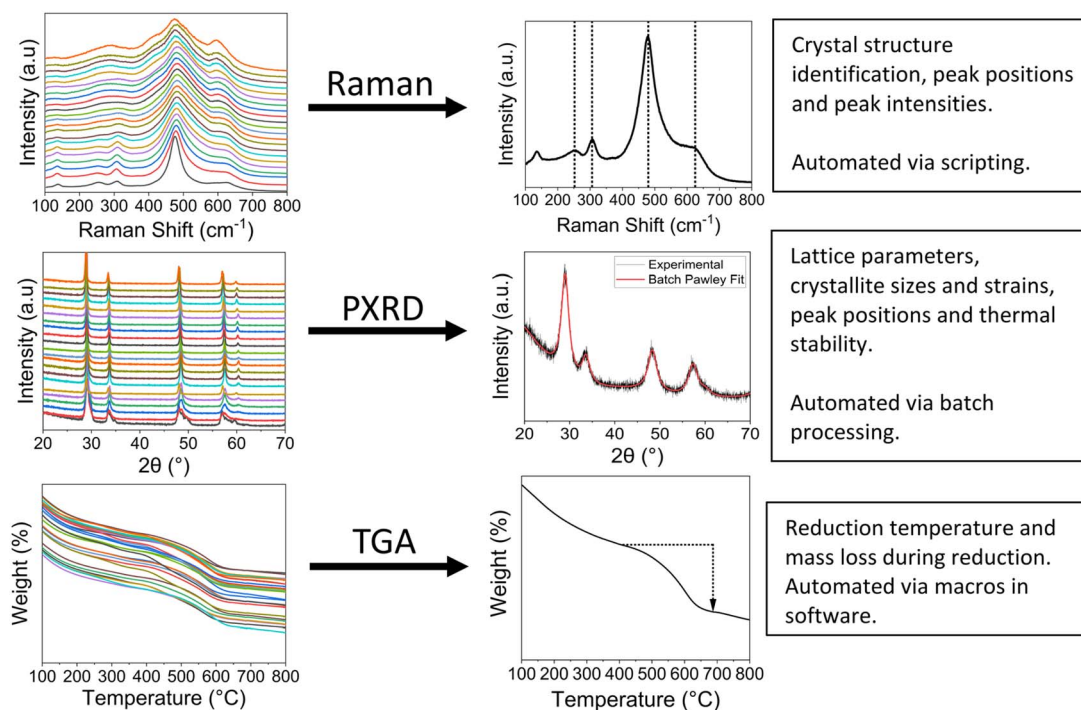 Intensity (a.u)
100 200 300 400 500 600 700 800
Raman Shift (cm-1)
Raman
Intensity (a.u.)
100 200 300 400 500 600 700 800
Raman Shift (cm-1)
Crystal structure
identification, peak positions
and peak intensities.
Automated via scripting.
Intensity (a.u.)
20 30 40 50 60 70
2θ (°)
PXRD
Intensity (a.u.)
Experimental
Batch Pawley Fit
20 30 40 50 60 70
2θ (°)
Lattice parameters,
crystallite sizes and strains,
peak positions and thermal
stability.
Automated via batch
processing.
Weight (%)
100 200 300 400 500 600 700 800
Temperature (°C)
TGA
Weight (%)
100 200 300 400 500 600 700 800
Temperature (°C)
Reduction temperature and
mass loss during reduction.
Automated via macros in
software.